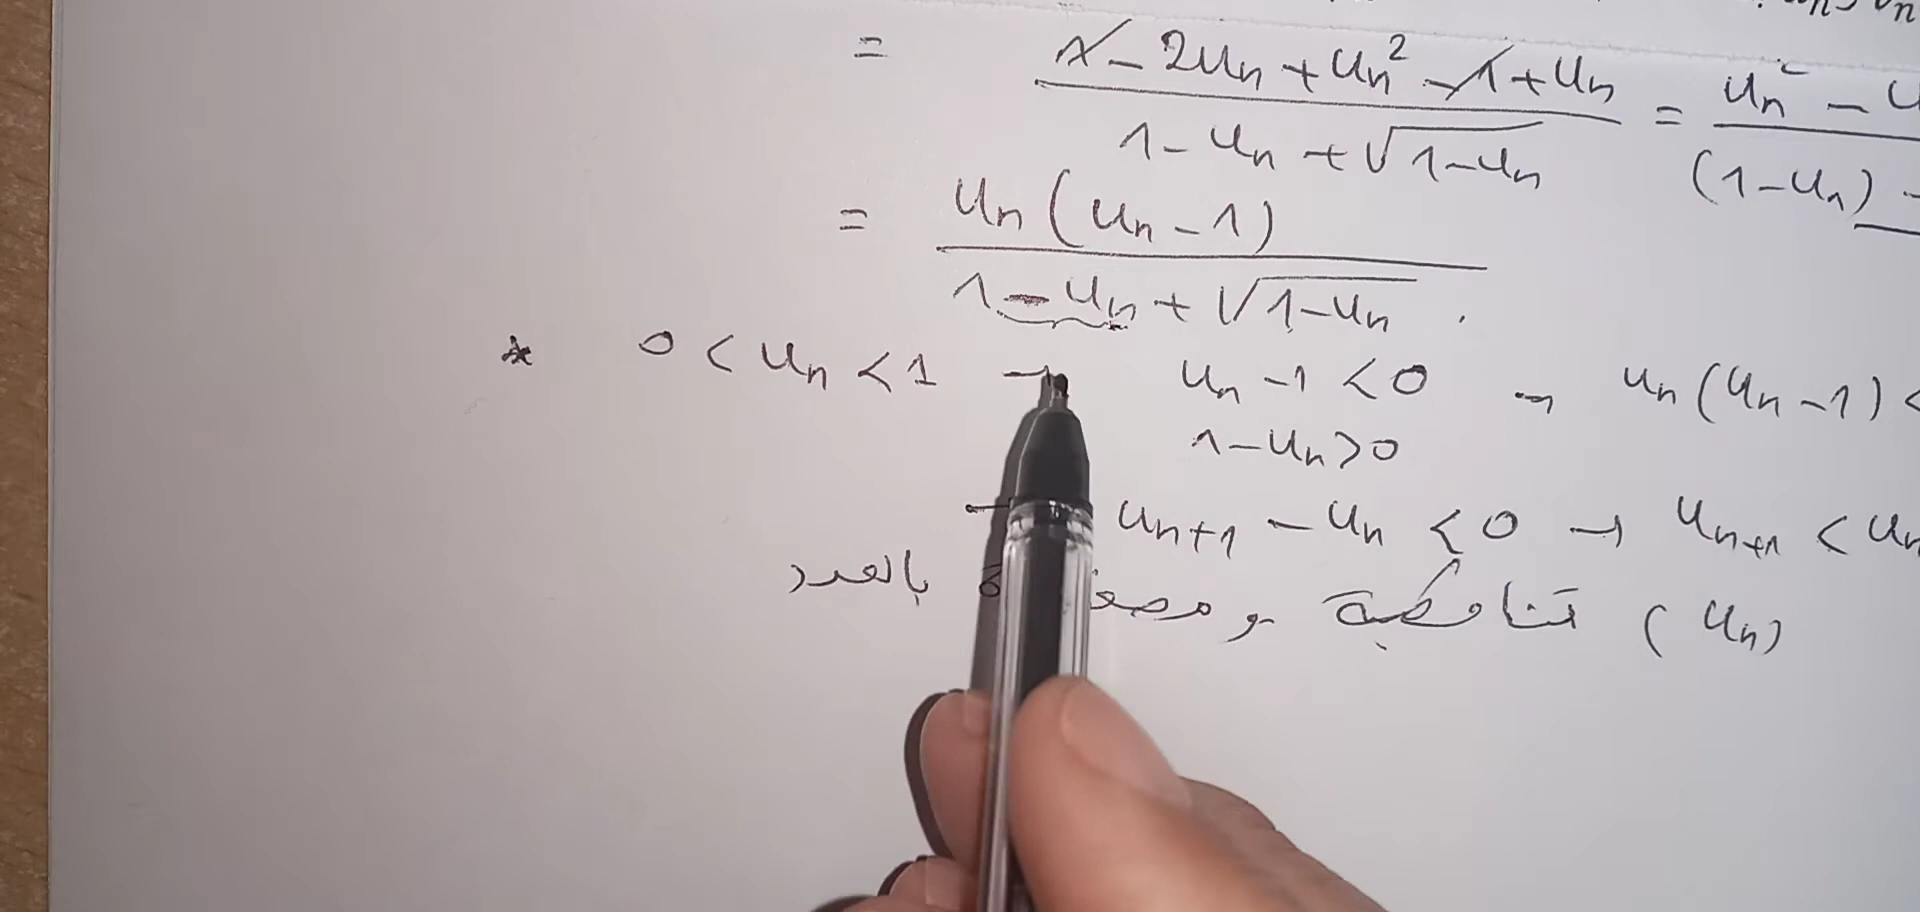 = (1 - 2Un + Un² - 1 + Un) / (1 - Un + √(1 - Un)) = (Un² - U / ((1 - Un) -
= Un (Un - 1) / (1 - Un + √(1 - Un)) .
* 0 < Un < 1 → Un - 1 < 0 → Un (Un - 1) <
1 - Un > 0
→ Un+1 - Un < 0 → Un+1 < Un
(Un) تناقصية و بالعدد